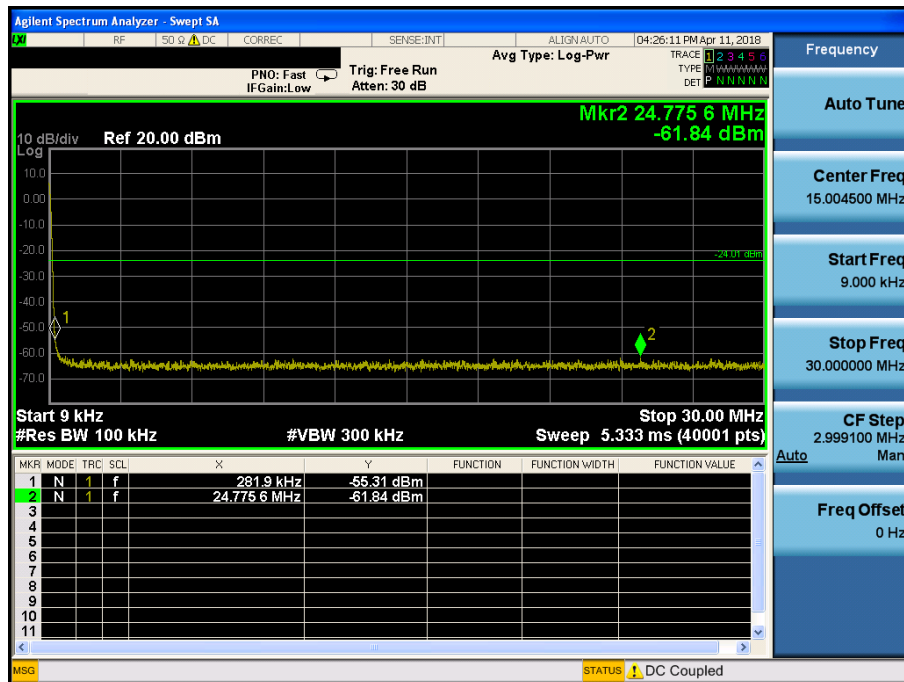 Agilent Spectrum Analyzer - Swept SA
LXI RF 50 Ω DC CORREC SENSE:INT ALIGN AUTO 04:26:11 PM Apr 11, 2018
Frequency
Avg Type: Log-Pwr
TRACE 1 2 3 4 5 6
PNO: Fast Trig: Free Run
TYPE M W W W W W
IFGain:Low Atten: 30 dB
DET P N N N N N
Auto Tune
Mkr2 24.775 6 MHz
10 dB/div Ref 20.00 dBm -61.84 dBm
Log
10.0
0.00
-10.0
-20.0
-24.01 dBm
-30.0
-40.0
-50.0
-60.0
-70.0
1
2
Center Freq
15.004500 MHz
Start Freq
9.000 kHz
Stop Freq
30.000000 MHz
Start 9 kHz Stop 30.00 MHz
#Res BW 100 kHz #VBW 300 kHz Sweep 5.333 ms (40001 pts)
CF Step
2.999100 MHz
Auto Man
MKR MODE TRC SCL X Y FUNCTION FUNCTION WIDTH FUNCTION VALUE
1 N 1 f 281.9 kHz -55.31 dBm
2 N 1 f 24.775 6 MHz -61.84 dBm
3
4
5
6
7
8
9
10
11
Freq Offset
0 Hz
MSG STATUS DC Coupled